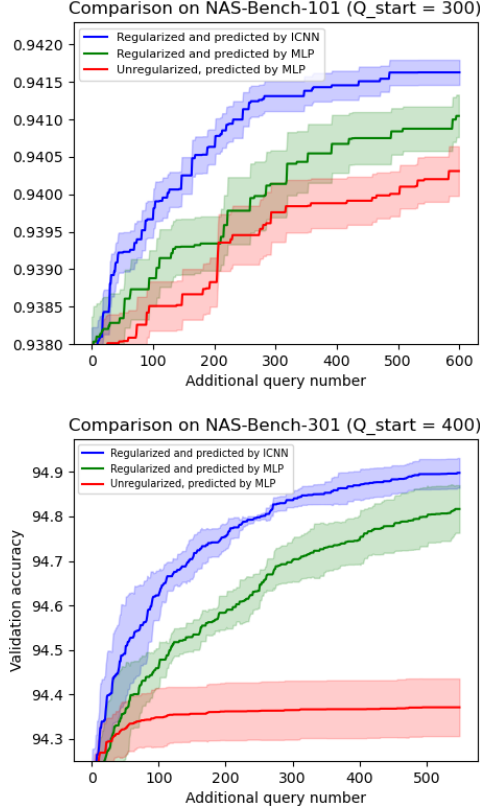 Comparison on NAS-Bench-101 (Q_start = 300)
0.9420
0.9415
0.9410
0.9405
0.9400
0.9395
0.9390
0.9385
0.9380
Regularized and predicted by ICNN
Regularized and predicted by MLP
Unregularized, predicted by MLP
0 100 200 300 400 500 600
Additional query number
Comparison on NAS-Bench-301 (Q_start = 400)
Validation accuracy
94.9
94.8
94.7
94.6
94.5
94.4
94.3
Regularized and predicted by ICNN
Regularized and predicted by MLP
Unregularized, predicted by MLP
0 100 200 300 400 500
Additional query number